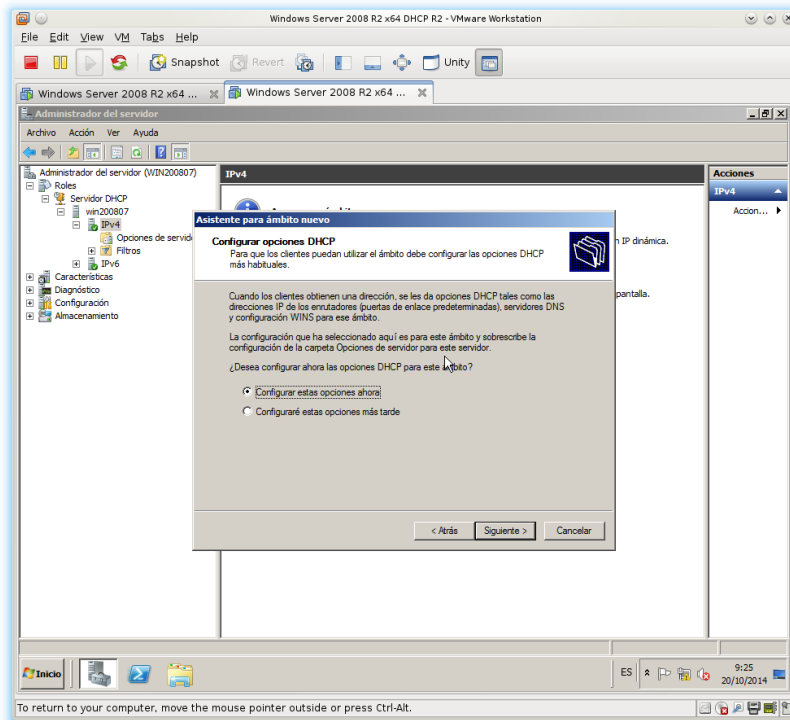 Windows Server 2008 R2 x64 DHCP R2 - VMware Workstation
File Edit View VM Tabs Help
Snapshot Revert Unity
Windows Server 2008 R2 x64 ... Windows Server 2008 R2 x64 ...
Administrador del servidor
Archivo Acción Ver Ayuda
Administrador del servidor (WIN200807)
Roles
Servidor DHCP
win200807
IPv4
Opciones de servid
Filtros
IPv6
Características
Diagnóstico
Configuración
Almacenamiento
IPv4
n IP dinámica.
pantalla.
Acciones
IPv4
Accion...
Asistente para ámbito nuevo
Configurar opciones DHCP
Para que los clientes puedan utilizar el ámbito debe configurar las opciones DHCP
más habituales.
Cuando los clientes obtienen una dirección, se les da opciones DHCP tales como las
direcciones IP de los enrutadores (puertas de enlace predeterminadas), servidores DNS
y configuración WINS para ese ámbito.
La configuración que ha seleccionado aquí es para este ámbito y sobrescribe la
configuración de la carpeta Opciones de servidor para este servidor.
¿Desea configurar ahora las opciones DHCP para este ámbito?
Configurar estas opciones ahora
Configuraré estas opciones más tarde
< Atrás Siguiente > Cancelar
Inicio
ES
9:25
20/10/2014
To return to your computer, move the mouse pointer outside or press Ctrl-Alt.